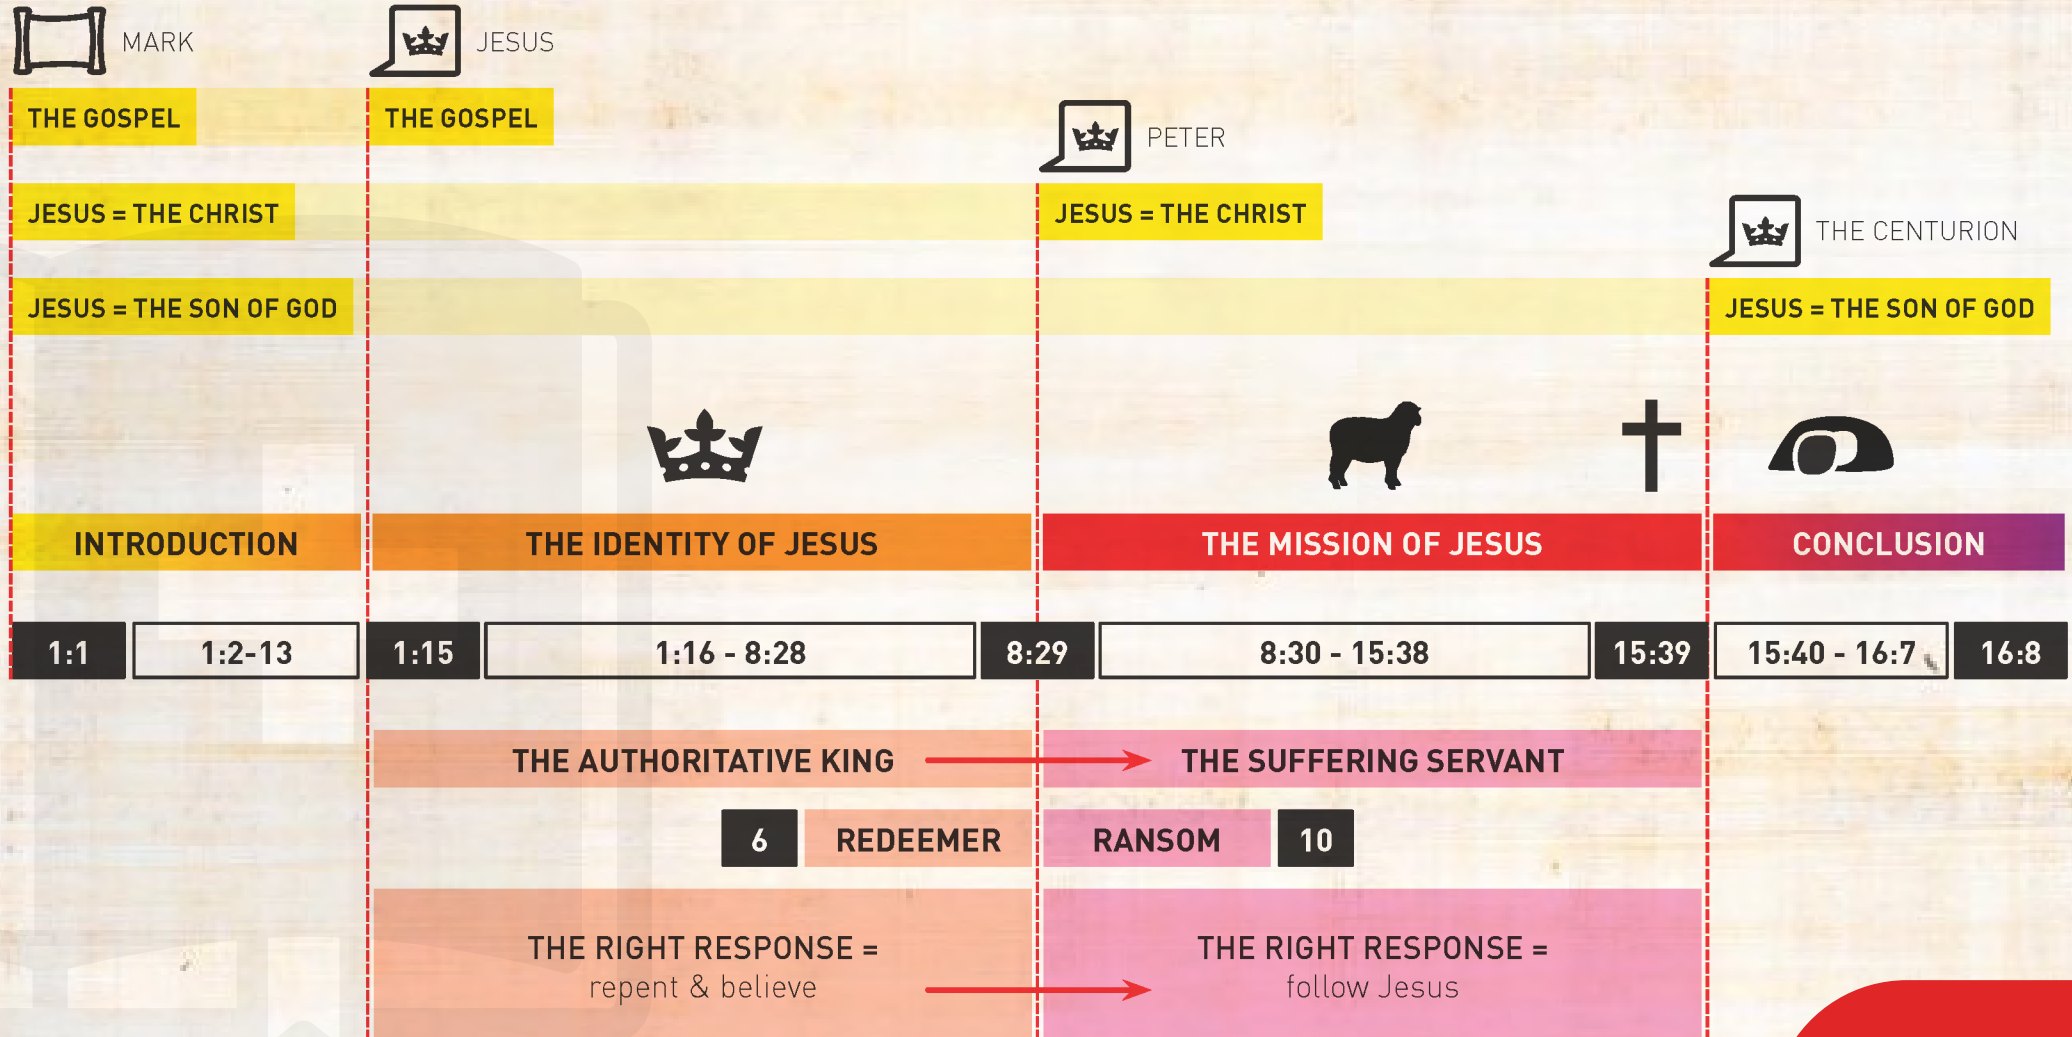 MARK
JESUS
THE GOSPEL
THE GOSPEL
PETER
JESUS = THE CHRIST
JESUS = THE CHRIST
THE CENTURION
JESUS = THE SON OF GOD
JESUS = THE SON OF GOD
INTRODUCTION
THE IDENTITY OF JESUS
THE MISSION OF JESUS
CONCLUSION
1:1
1:2-13
1:15
1:16 - 8:28
8:29
8:30 - 15:38
15:39
15:40 - 16:7
16:8
THE AUTHORITATIVE KING
THE SUFFERING SERVANT
6
REDEEMER
RANSOM
10
THE RIGHT RESPONSE =
repent & believe
THE RIGHT RESPONSE =
follow Jesus